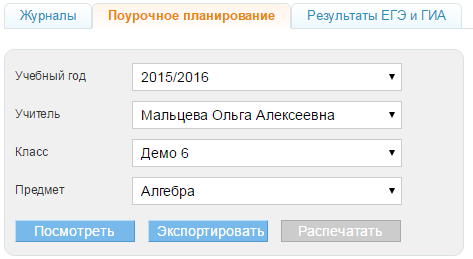 Журналы Поурочное планирование Результаты ЕГЭ и ГИА
Учебный год 2015/2016
Учитель Мальцева Ольга Алексеевна
Класс Демо 6
Предмет Алгебра
Посмотреть Экспортировать Распечатать